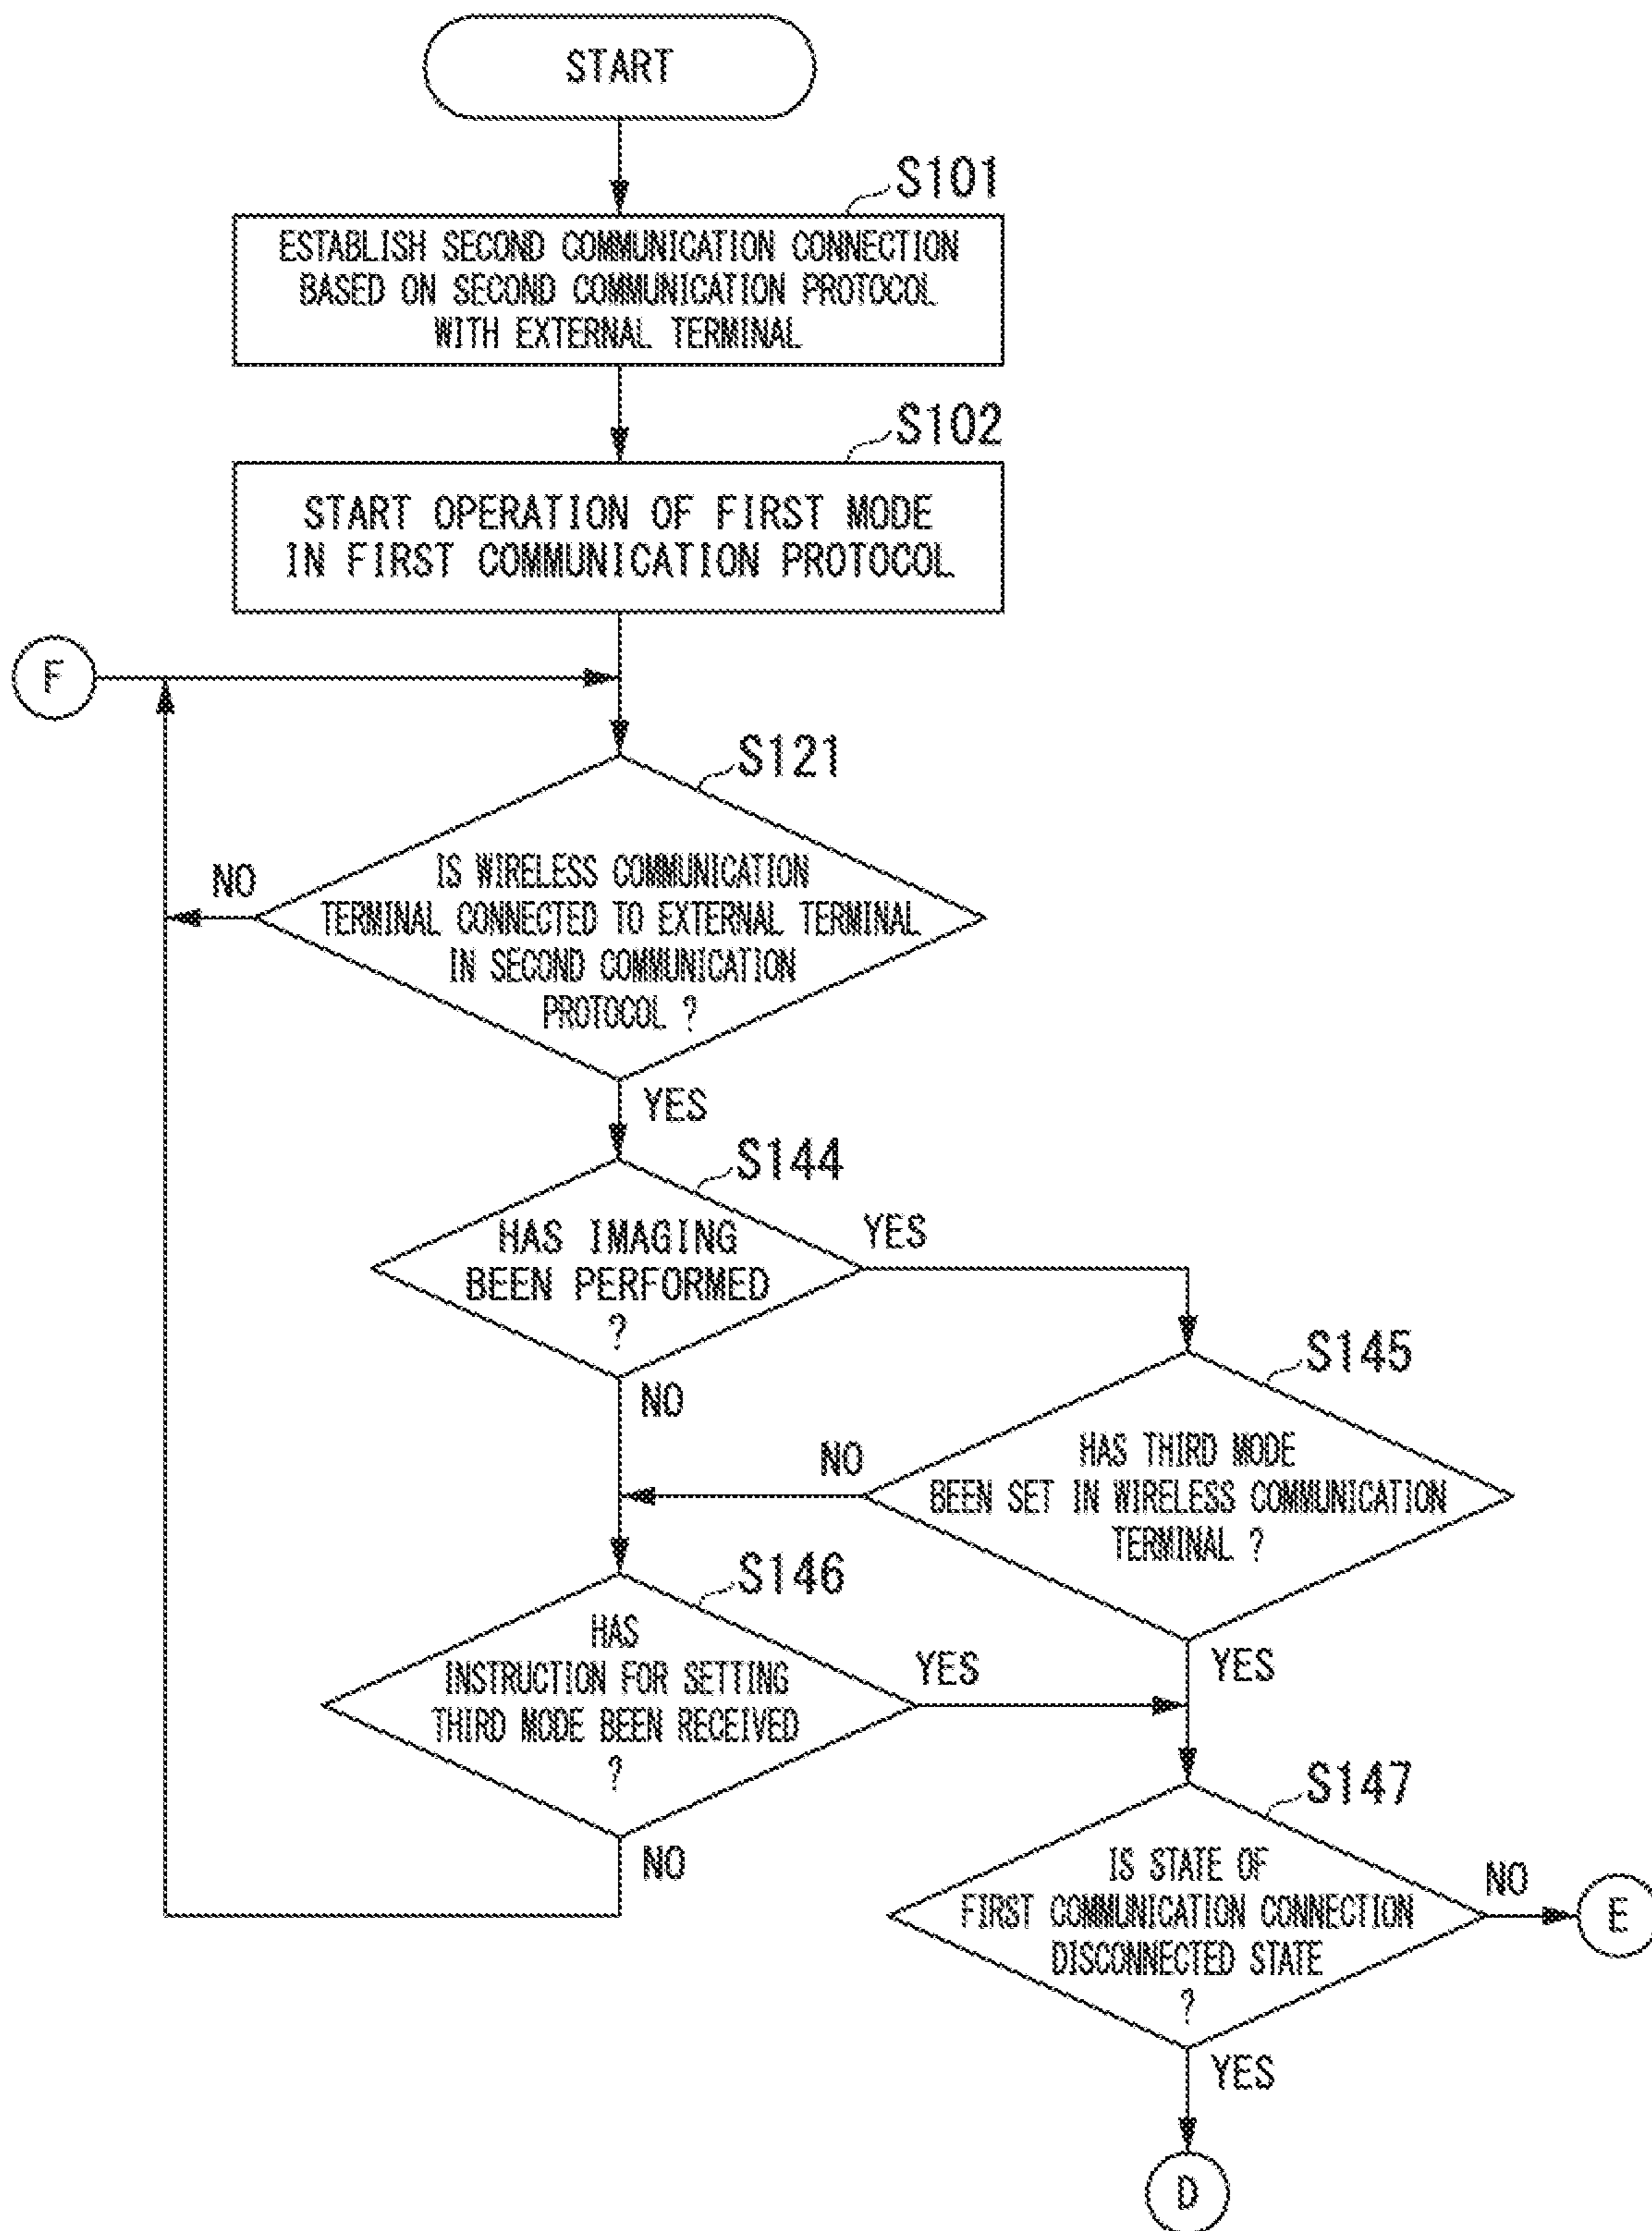 START
S101
ESTABLISH SECOND COMMUNICATION CONNECTION
BASED ON SECOND COMMUNICATION PROTOCOL
WITH EXTERNAL TERMINAL
S102
START OPERATION OF FIRST MODE
IN FIRST COMMUNICATION PROTOCOL
F
S121
NO
IS WIRELESS COMMUNICATION
TERMINAL CONNECTED TO EXTERNAL TERMINAL
IN SECOND COMMUNICATION
PROTOCOL ?
YES
S144
HAS IMAGING
BEEN PERFORMED
?
YES
NO
S145
HAS THIRD MODE
BEEN SET IN WIRELESS COMMUNICATION
TERMINAL ?
NO
YES
S146
HAS
INSTRUCTION FOR SETTING
THIRD MODE BEEN RECEIVED
?
YES
NO
S147
IS STATE OF
FIRST COMMUNICATION CONNECTION
DISCONNECTED STATE
?
NO
E
YES
D